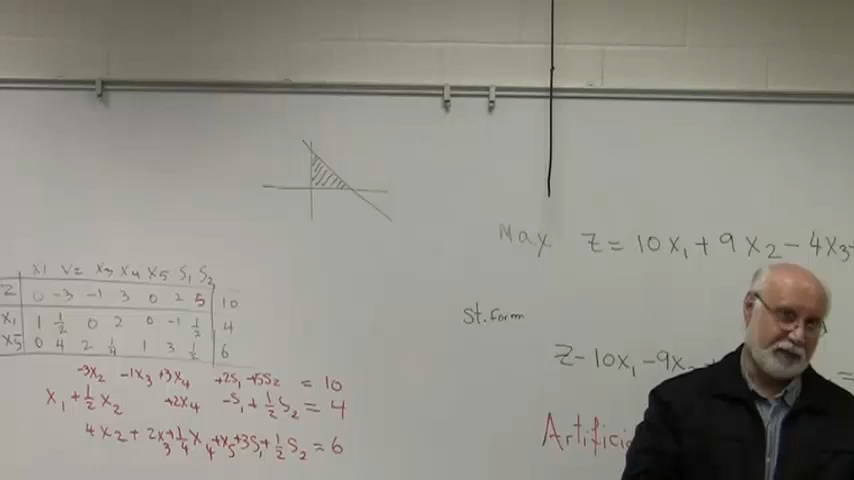 Max Z = 10X₁ + 9X₂ - 4X₃
St. Form
Z - 10X₁ - 9X₂
=
Artificia
X1 X2 X3 X4 X5 S₁ S₂
Z 0 -3 -1 3 0 2 5 10
X₁ 1 1/2 0 2 0 -1 1/2 4
X5 0 4 2 1/4 1 3 1/2 6
-3X₂ -1X₃ +3X₄ +2S₁ +5S₂ = 10
X₁ + 1/2 X₂ +2X₄ -S₁ + 1/2 S₂ = 4
4X₂ + 2X₃ + 1/4 X₄ + X₅ + 3S₁ + 1/2 S₂ = 6